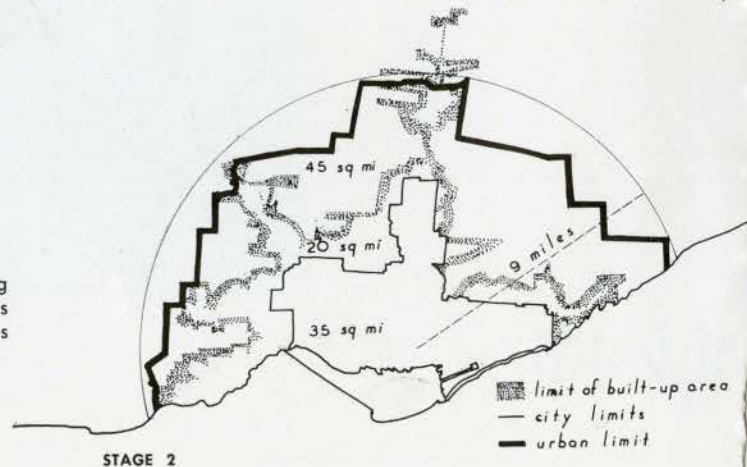 45 sq mi
20 sq mi
9 miles
g
s
35 sq mi
s
limit of built-up area
city limits
urban limit
STAGE 2